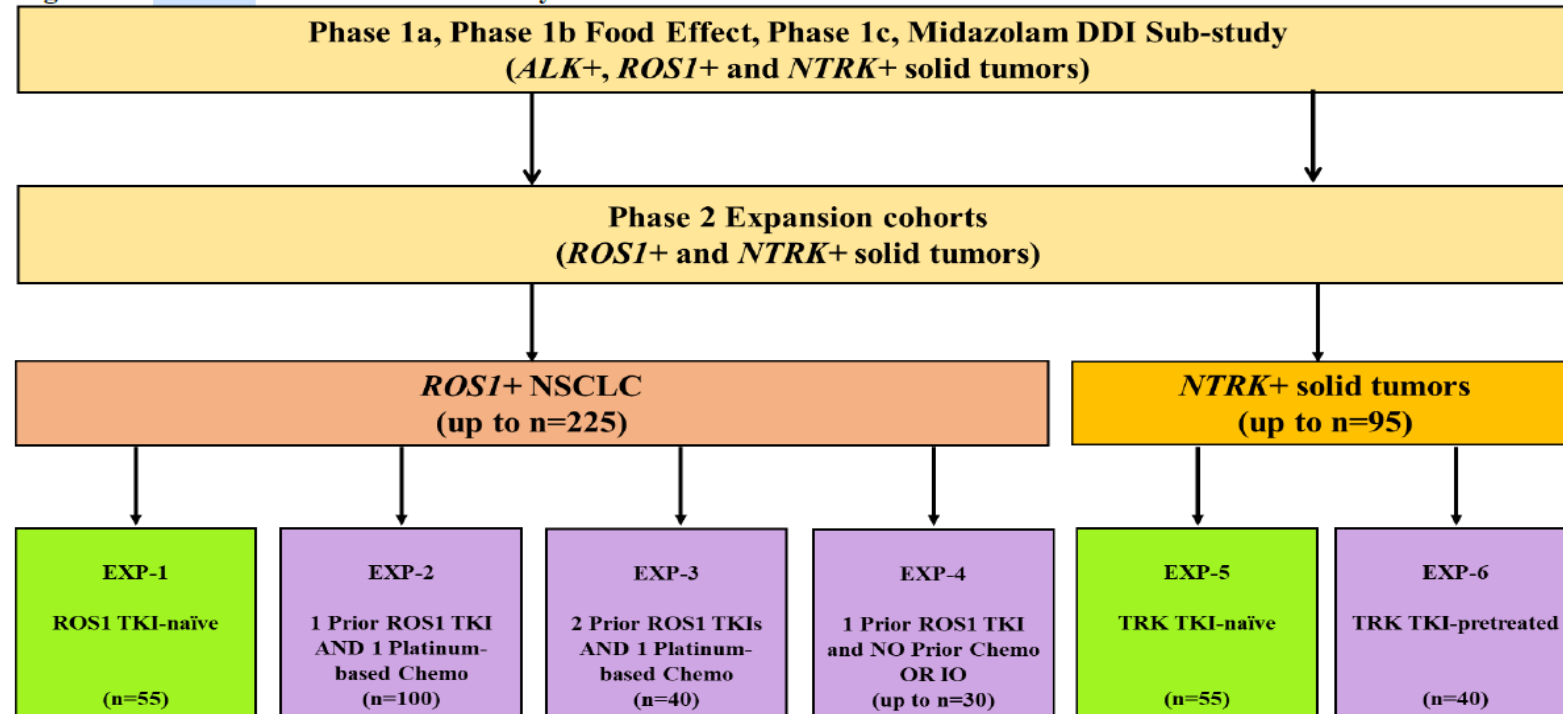 Phase 1a, Phase 1b Food Effect, Phase 1c, Midazolam DDI Sub-study
(ALK+, ROS1+ and NTRK+ solid tumors)
Phase 2 Expansion cohorts
(ROS1+ and NTRK+ solid tumors)
ROS1+ NSCLC
(up to n=225)
NTRK+ solid tumors
(up to n=95)
EXP-1
ROS1 TKI-naïve
(n=55)
EXP-2
1 Prior ROS1 TKI
AND 1 Platinum-
based Chemo
(n=100)
EXP-3
2 Prior ROS1 TKIs
AND 1 Platinum-
based Chemo
(n=40)
EXP-4
1 Prior ROS1 TKI
and NO Prior Chemo
OR IO
(up to n=30)
EXP-5
TRK TKI-naïve
(n=55)
EXP-6
TRK TKI-pretreated
(n=40)